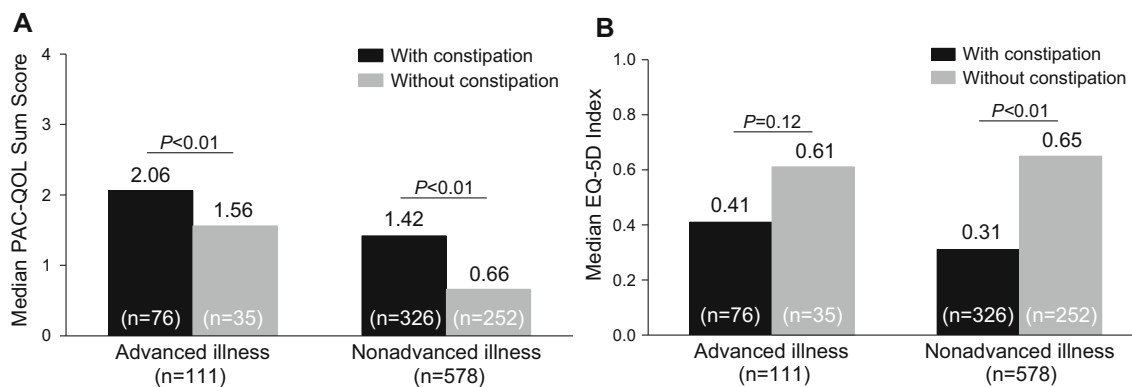 A
Median PAC-QOL Sum Score
4
3
2
1
0
With constipation
Without constipation
P<0.01
2.06
1.56
P<0.01
1.42
0.66
(n=76)
(n=35)
(n=326)
(n=252)
Advanced illness
(n=111)
Nonadvanced illness
(n=578)
B
Median EQ-5D Index
1.0
0.8
0.6
0.4
0.2
0.0
With constipation
Without constipation
P=0.12
0.41
0.61
P<0.01
0.31
0.65
(n=76)
(n=35)
(n=326)
(n=252)
Advanced illness
(n=111)
Nonadvanced illness
(n=578)